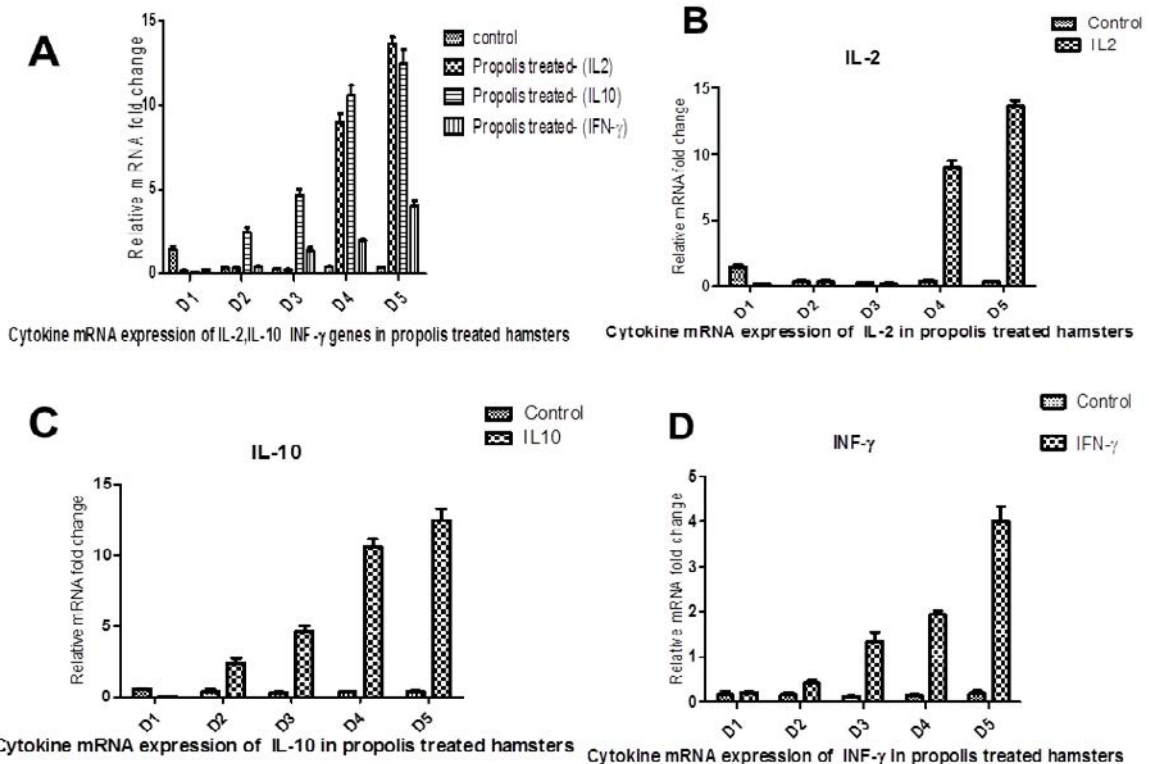 A
Relative mRNA fold change
15
10
5
0
D1
D2
D3
D4
D5
control
Propolis treated- (IL2)
Propolis treated- (IL10)
Propolis treated- (IFN-γ)
Cytokine mRNA expression of IL-2,IL-10 INF-γ genes in propolis treated hamsters
B
IL-2
Control
IL2
Relative mRNA fold change
15
10
5
0
D1
D2
D3
D4
D5
Cytokine mRNA expression of IL-2 in propolis treated hamsters
C
IL-10
Control
IL10
Relative mRNA fold change
15
10
5
0
D1
D2
D3
D4
D5
Cytokine mRNA expression of IL-10 in propolis treated hamsters
D
INF-γ
Control
IFN-γ
Relative mRNA fold change
5
4
3
2
1
0
D1
D2
D3
D4
D5
Cytokine mRNA expression of INF-γ in propolis treated hamsters